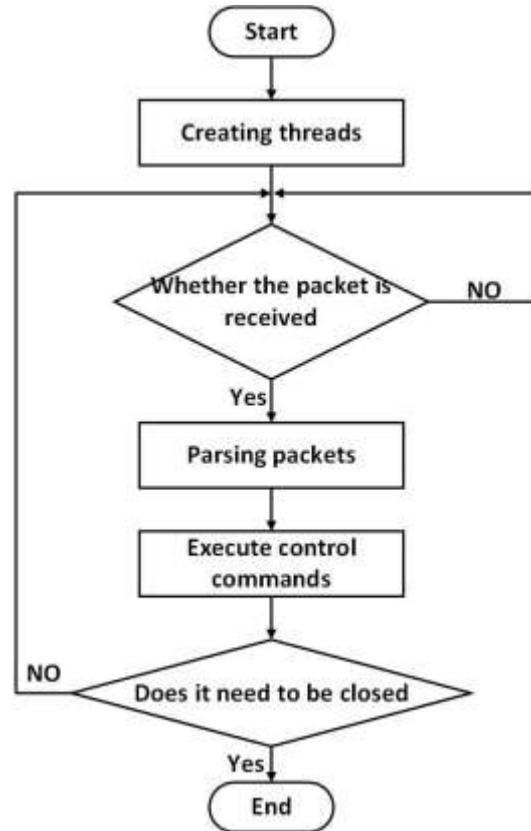 Start
Creating threads
Whether the packet is
received
NO
Yes
Parsing packets
Execute control
commands
NO
Does it need to be closed
Yes
End